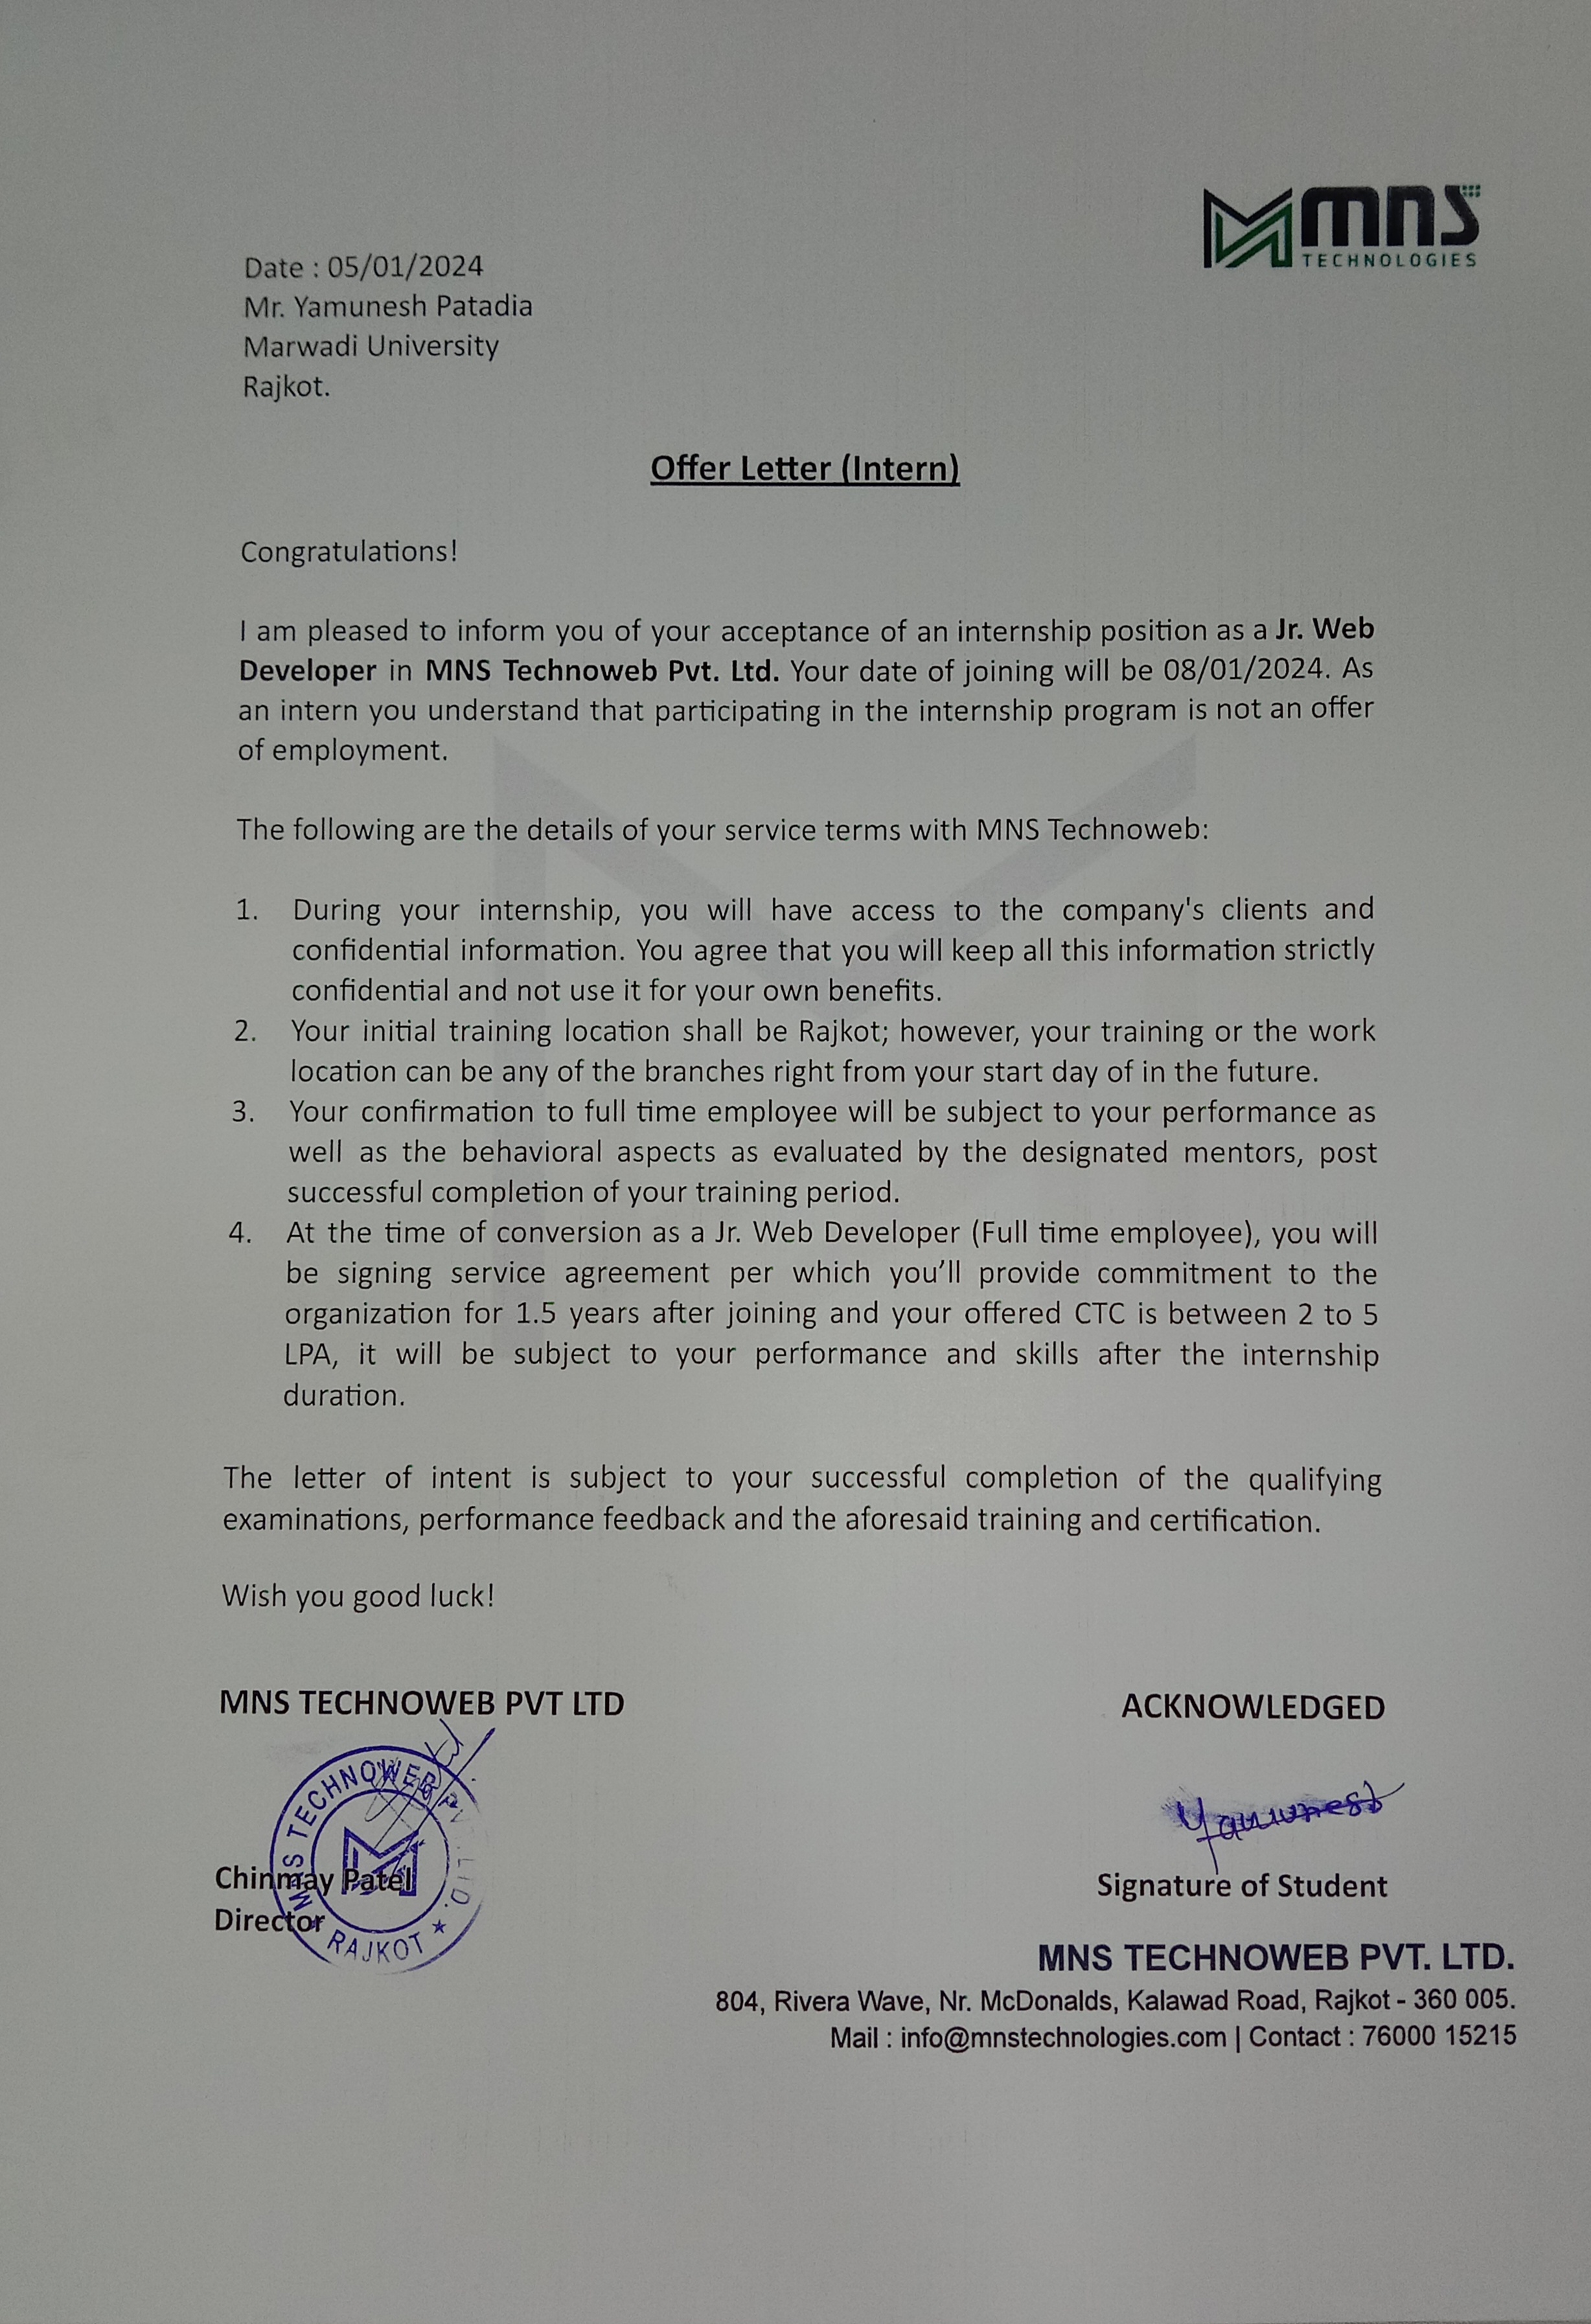 mns
TECHNOLOGIES
Date : 05/01/2024
Mr. Yamunesh Patadia
Marwadi University
Rajkot.
Offer Letter (Intern)
Congratulations!
I am pleased to inform you of your acceptance of an internship position as a Jr. Web
Developer in MNS Technoweb Pvt. Ltd. Your date of joining will be 08/01/2024. As
an intern you understand that participating in the internship program is not an offer
of employment.
The following are the details of your service terms with MNS Technoweb:
1. During your internship, you will have access to the company's clients and
confidential information. You agree that you will keep all this information strictly
confidential and not use it for your own benefits.
2. Your initial training location shall be Rajkot; however, your training or the work
location can be any of the branches right from your start day of in the future.
3. Your confirmation to full time employee will be subject to your performance as
well as the behavioral aspects as evaluated by the designated mentors, post
successful completion of your training period.
4. At the time of conversion as a Jr. Web Developer (Full time employee), you will
be signing service agreement per which you’ll provide commitment to the
organization for 1.5 years after joining and your offered CTC is between 2 to 5
LPA, it will be subject to your performance and skills after the internship
duration.
The letter of intent is subject to your successful completion of the qualifying
examinations, performance feedback and the aforesaid training and certification.
Wish you good luck!
MNS TECHNOWEB PVT LTD
ACKNOWLEDGED
MNS TECHNOWEB PVT. LTD.
RAJKOT
Yamunesh
Chinmay Patel
Director
Signature of Student
MNS TECHNOWEB PVT. LTD.
804, Rivera Wave, Nr. McDonalds, Kalawad Road, Rajkot - 360 005.
Mail : info@mnstechnologies.com | Contact : 76000 15215